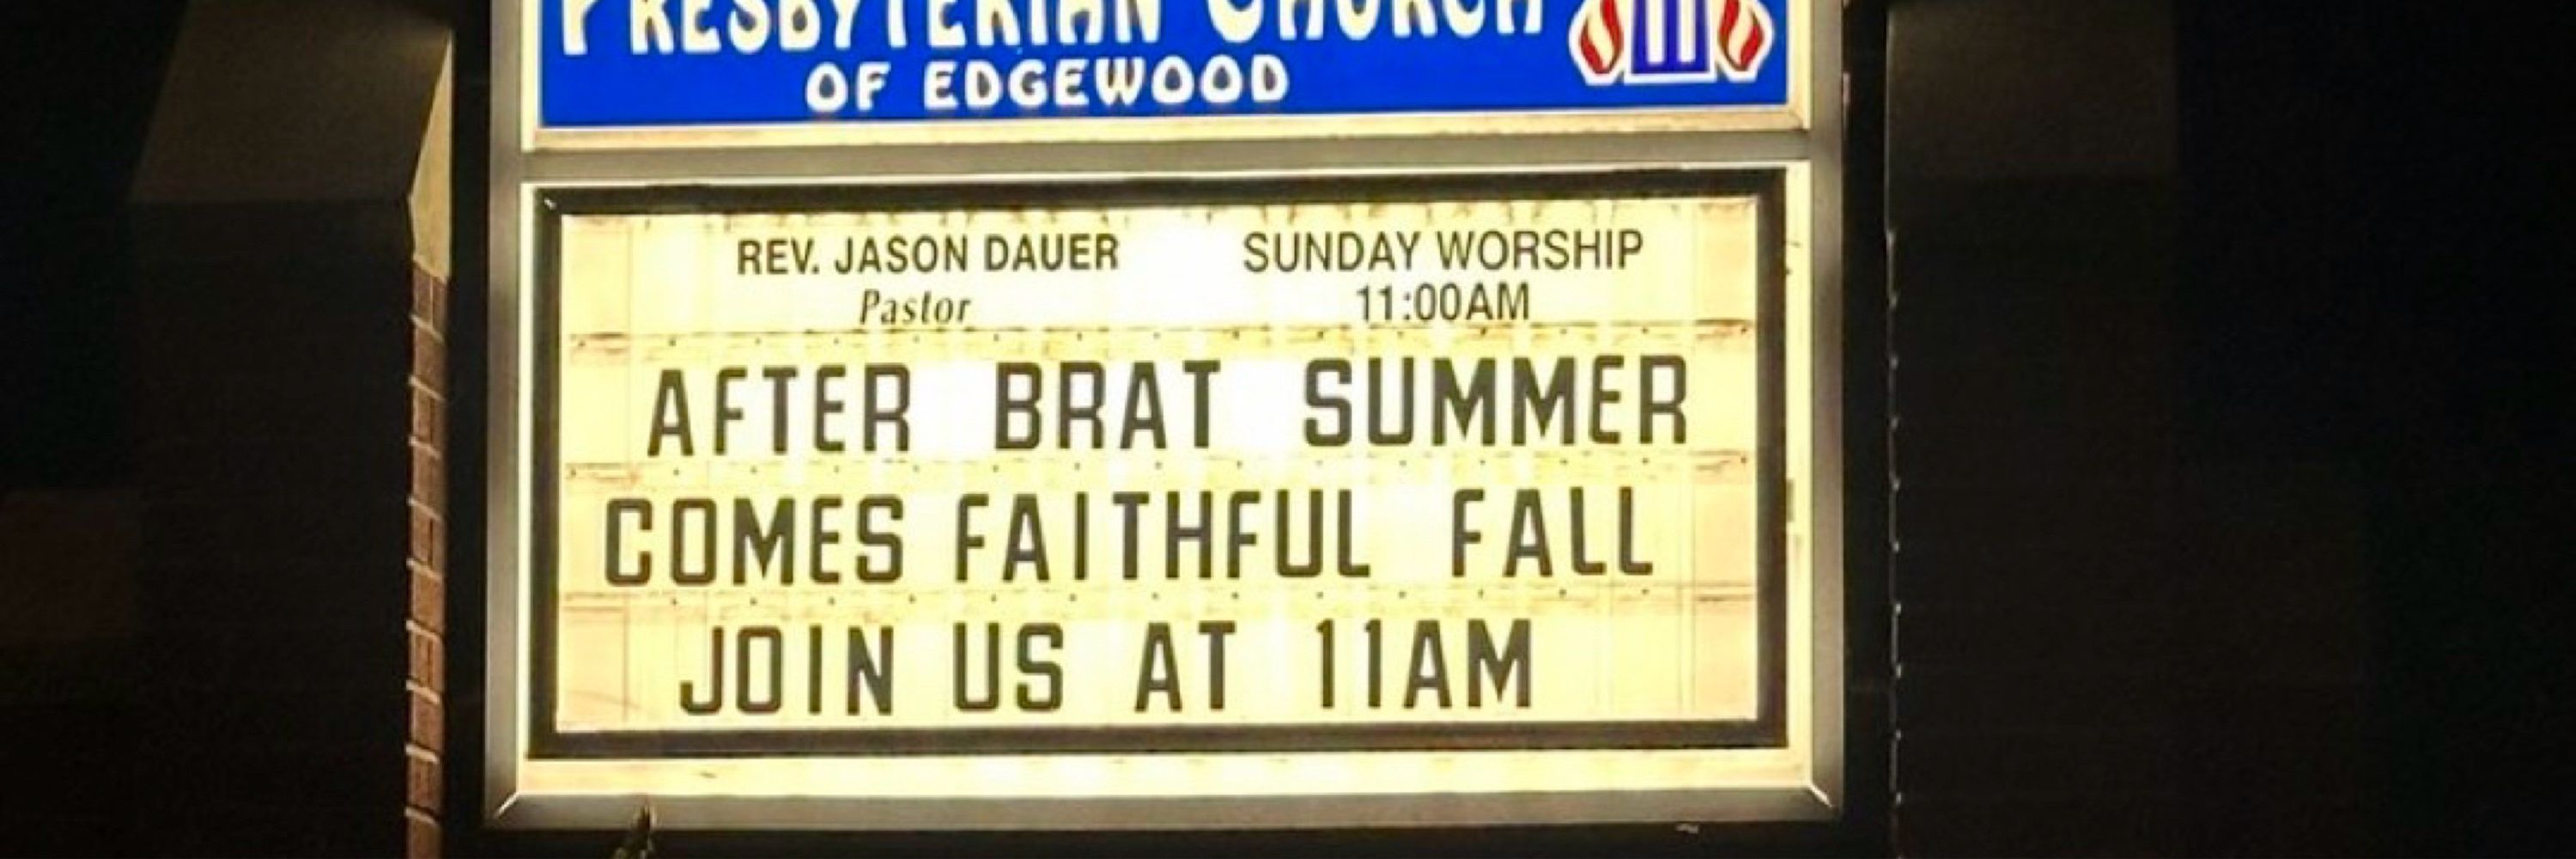 PRESBYTERIAN CHURCH
OF EDGEWOOD
REV. JASON DAUER
Pastor
SUNDAY WORSHIP
11:00AM
AFTER BRAT SUMMER
COMES FAITHFUL FALL
JOIN US AT 11AM